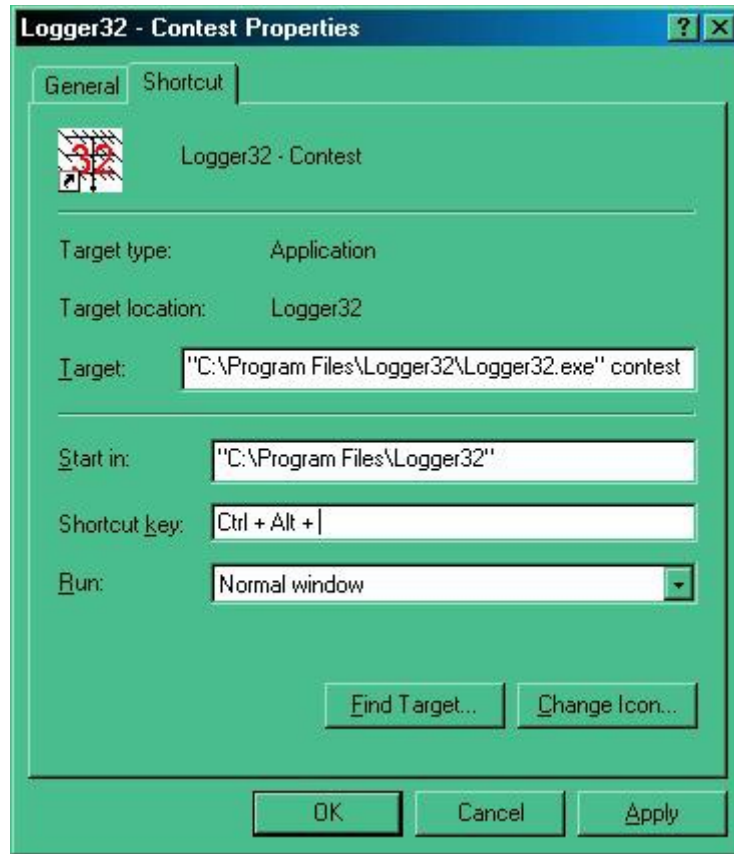 Logger32 - Contest Properties ? X
General Shortcut
32
Logger32 - Contest
Target type: Application
Target location: Logger32
Target: "C:\Program Files\Logger32\Logger32.exe" contest
Start in: "C:\Program Files\Logger32"
Shortcut key: Ctrl + Alt +
Run: Normal window
Find Target... Change Icon...
OK Cancel Apply